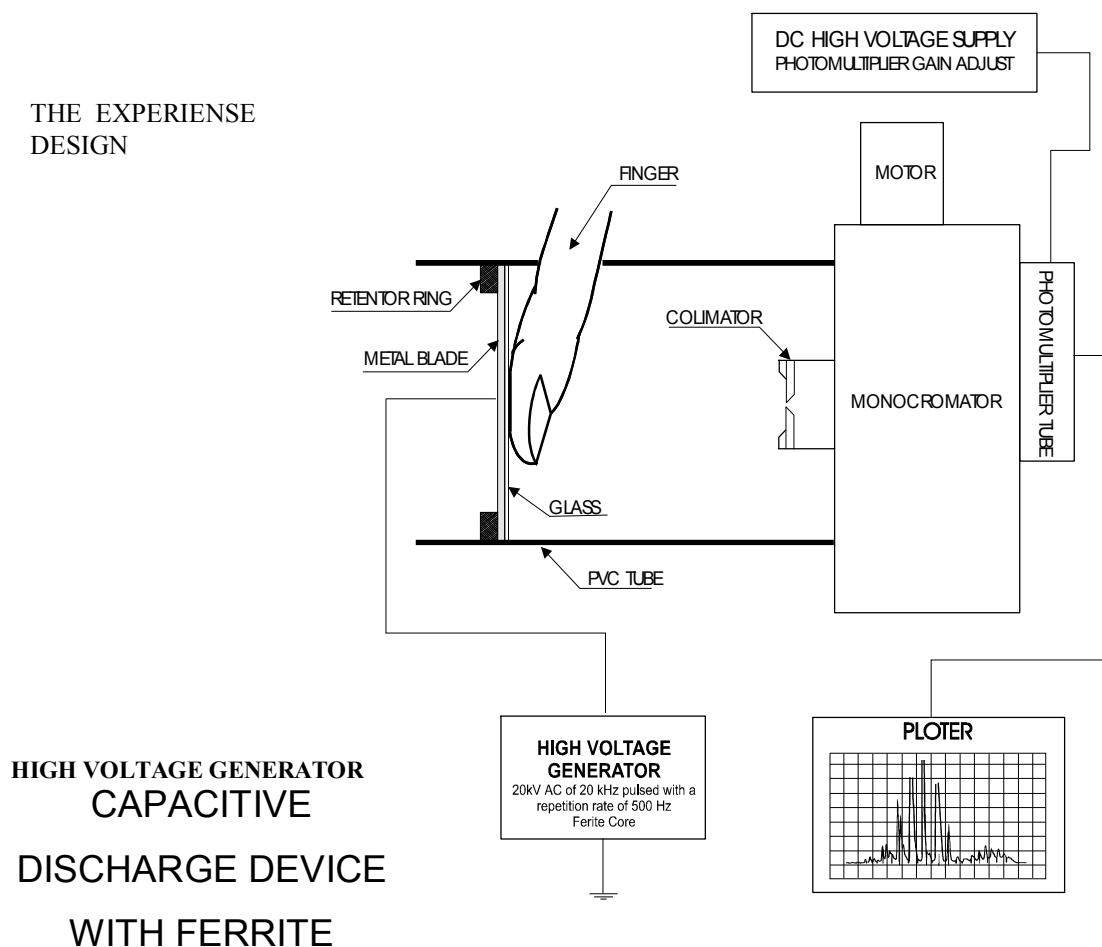 DC HIGH VOLTAGE SUPPLY
PHOTOMULTIPLIER GAIN ADJUST
THE EXPERIENSE
DESIGN
MOTOR
FINGER
RETENTOR RING
COLIMATOR
METAL BLADE
MONOCROMATOR
PHOTOMULTIPLIER TUBE
GLASS
PVC TUBE
HIGH VOLTAGE
GENERATOR
20kV AC of 20 kHz pulsed with a
repetition rate of 500 Hz
Ferite Core
PLOTER
HIGH VOLTAGE GENERATOR
CAPACITIVE
DISCHARGE DEVICE
WITH FERRITE